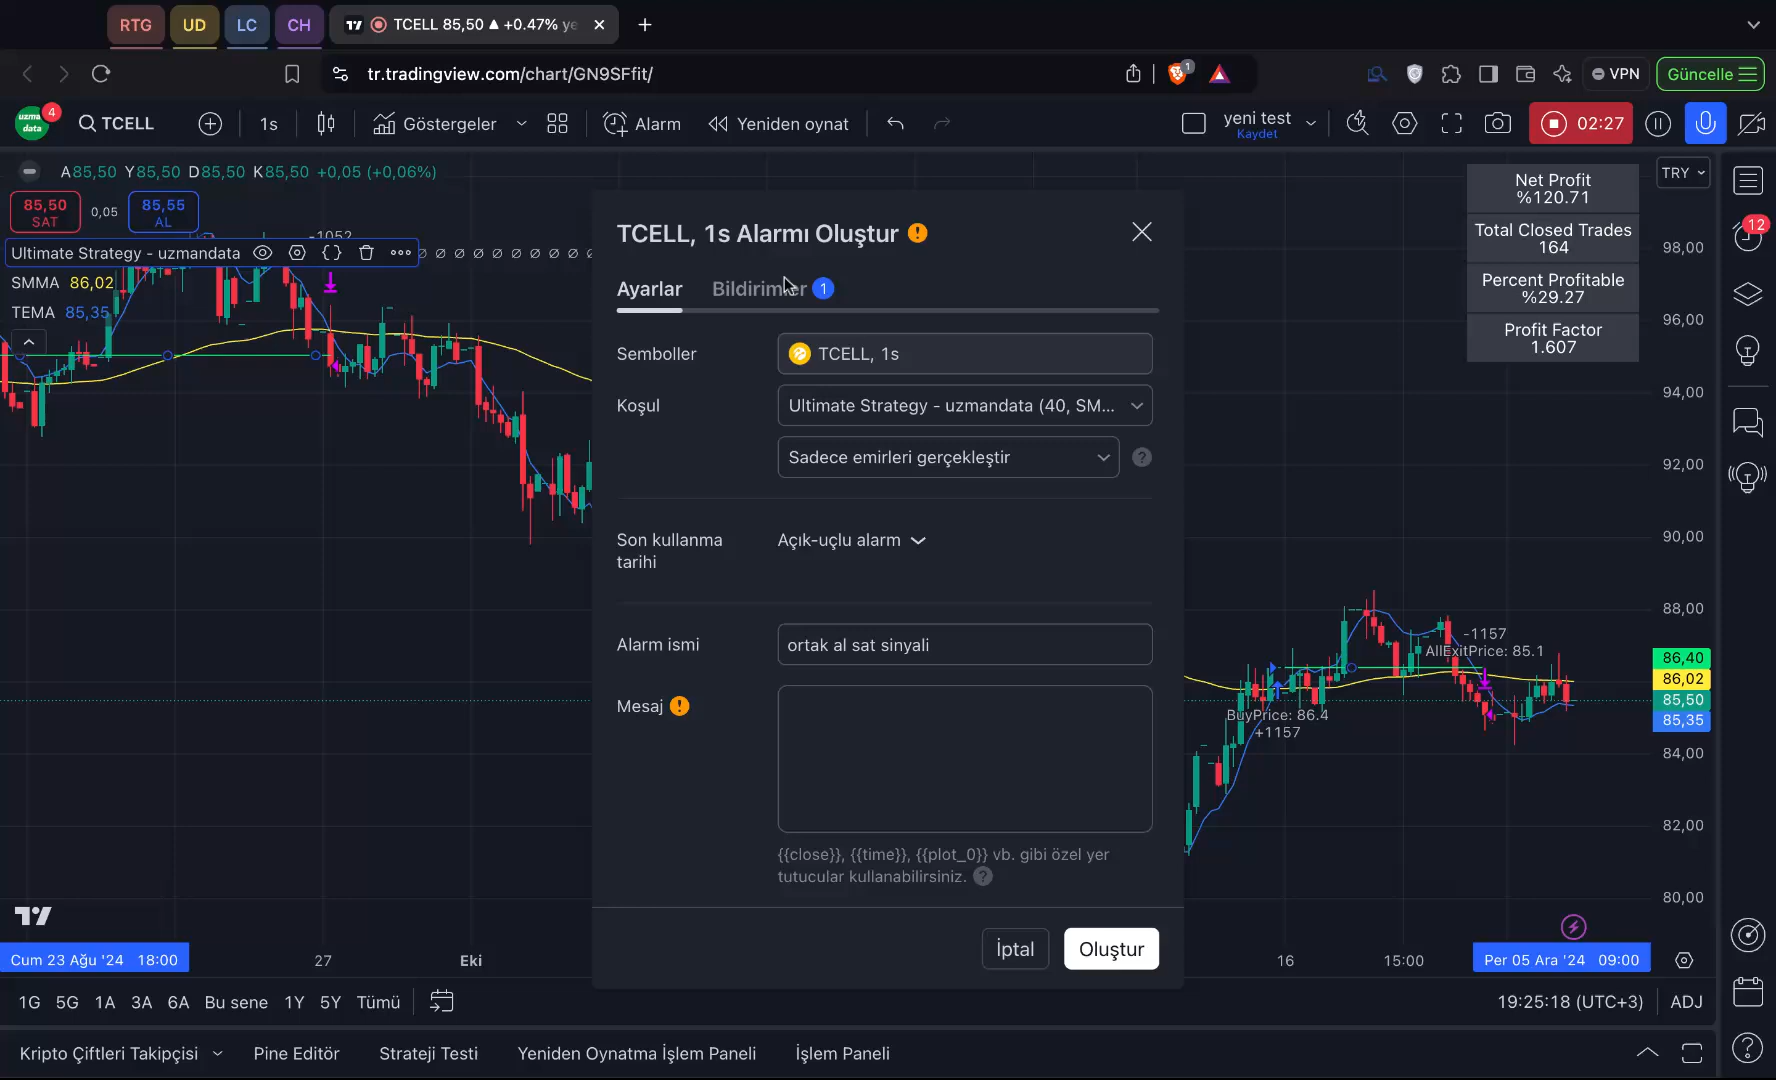 RTG
UD
LC
CH
TCELL 85,50 ▲ +0.47% ye
tr.tradingview.com/chart/GN9SFfit/
1
VPN
Güncelle
uzman
data
4
TCELL
1s
Göstergeler
Alarm
Yeniden oynat
yeni test
Kaydet
02:27
A85,50 Y85,50 D85,50 K85,50 +0,05 (+0,06%)
85,50
SAT
0,05
85,55
AL
-1052
Ultimate Strategy - uzmandata
SMMA 86,02
TEMA 85,35
TCELL, 1s Alarmı Oluştur
Ayarlar
Bildirimler 1
Semboller
TCELL, 1s
Koşul
Ultimate Strategy - uzmandata (40, SM...
Sadece emirleri gerçekleştir
Son kullanma
tarihi
Açık-uçlu alarm
Alarm ismi
ortak al sat sinyali
Mesaj
{{close}}, {{time}}, {{plot_0}} vb. gibi özel yer
tutucular kullanabilirsiniz.
İptal
Oluştur
Net Profit
%120.71
Total Closed Trades
164
Percent Profitable
%29.27
Profit Factor
1.607
TRY
12
98,00
96,00
94,00
92,00
90,00
88,00
86,40
86,02
85,50
85,35
84,00
82,00
80,00
-1157
AllExitPrice: 85.1
BuyPrice: 86.4
+1157
Cum 23 Ağu '24 18:00
27
Eki
16
15:00
Per 05 Ara '24 09:00
1G 5G 1A 3A 6A Bu sene 1Y 5Y Tümü
19:25:18 (UTC+3)
ADJ
Kripto Çiftleri Takipçisi
Pine Editör
Strateji Testi
Yeniden Oynatma İşlem Paneli
İşlem Paneli